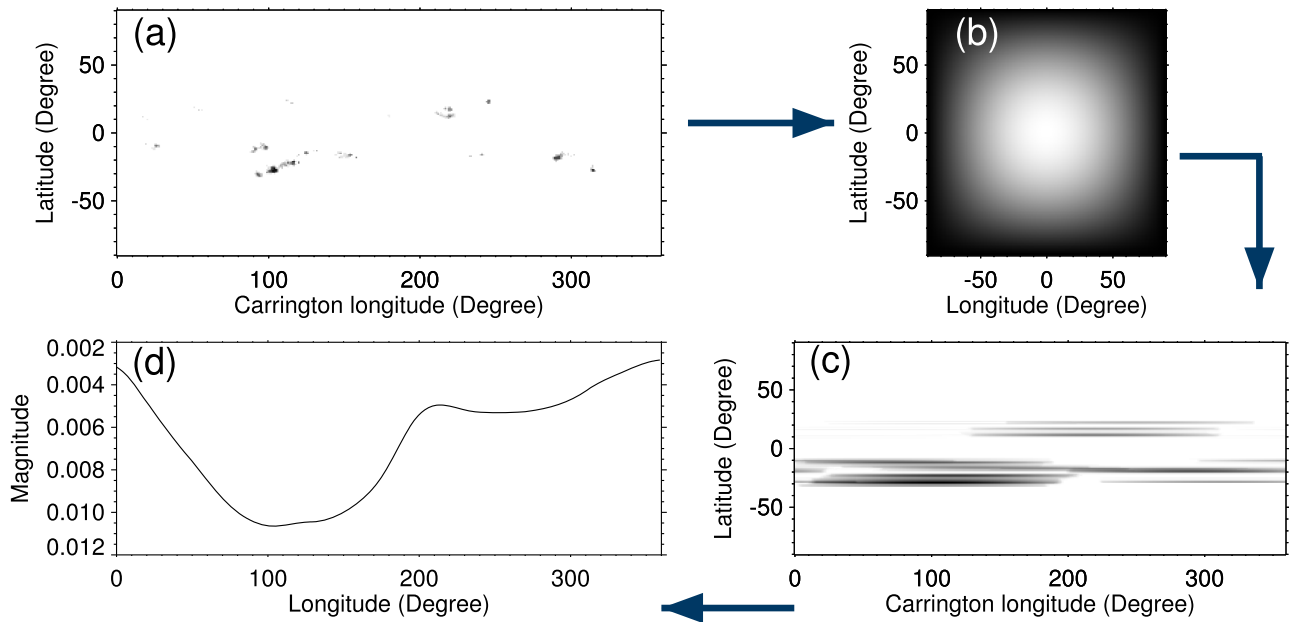 (a)
50
0
-50
Latitude (Degree)
0 100 200 300
Carrington longitude (Degree)
(b)
50
0
-50
Latitude (Degree)
-50 0 50
Longitude (Degree)
(d)
0.002
0.004
0.006
0.008
0.010
0.012
Magnitude
0 100 200 300
Longitude (Degree)
(c)
50
0
-50
Latitude (Degree)
0 100 200 300
Carrington longitude (Degree)